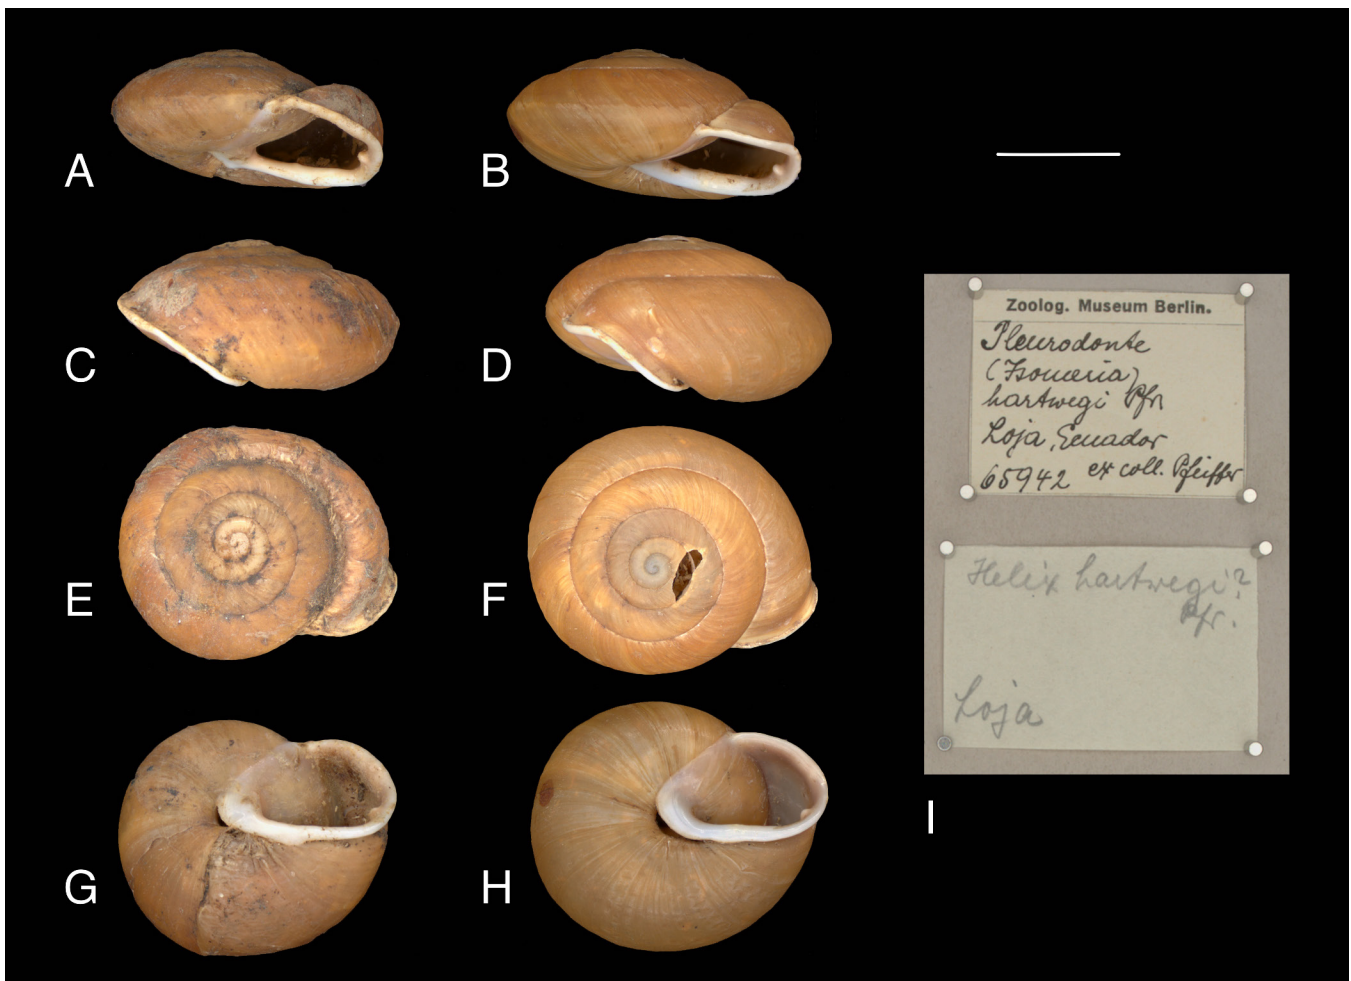 A
B
C
D
E
F
G
H
I
Zoolog. Museum Berlin.
Pleurodonte
(Isomeria)
hartwegi Pfr
Loja, Ecuador
65942 ex coll. Pfeiffer
Helix hartwegi?
Pfr.
Loja